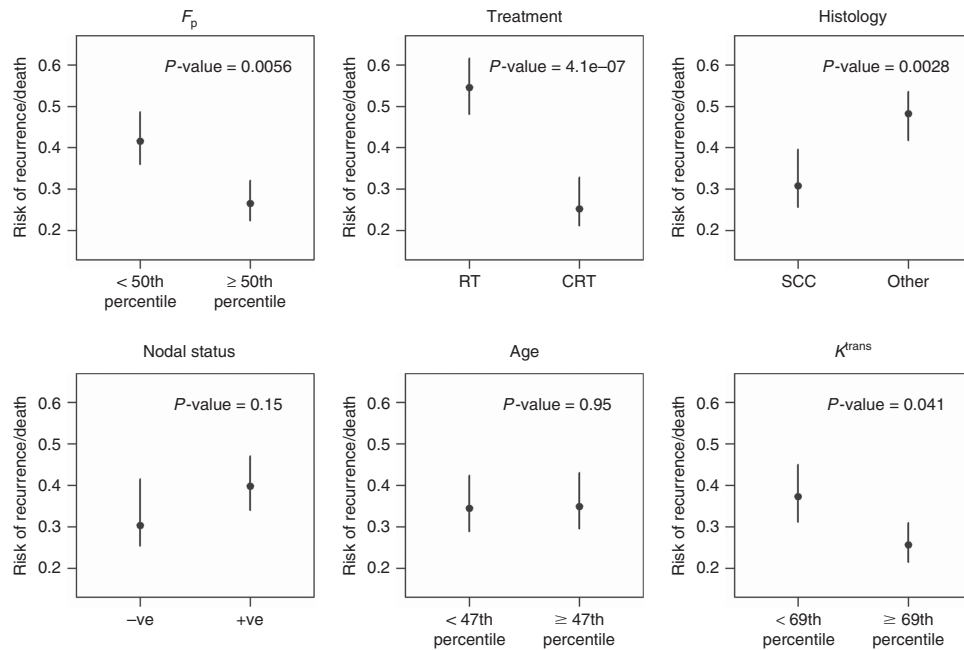 Fp
Risk of recurrence/death
0.6
0.5
0.4
0.3
0.2
P-value = 0.0056
< 50th
percentile
≥ 50th
percentile
Treatment
Risk of recurrence/death
0.6
0.5
0.4
0.3
0.2
P-value = 4.1e–07
RT
CRT
Histology
Risk of recurrence/death
0.6
0.5
0.4
0.3
0.2
P-value = 0.0028
SCC
Other
Nodal status
Risk of recurrence/death
0.6
0.5
0.4
0.3
0.2
P-value = 0.15
–ve
+ve
Age
Risk of recurrence/death
0.6
0.5
0.4
0.3
0.2
P-value = 0.95
< 47th
percentile
≥ 47th
percentile
Ktrans
Risk of recurrence/death
0.6
0.5
0.4
0.3
0.2
P-value = 0.041
< 69th
percentile
≥ 69th
percentile